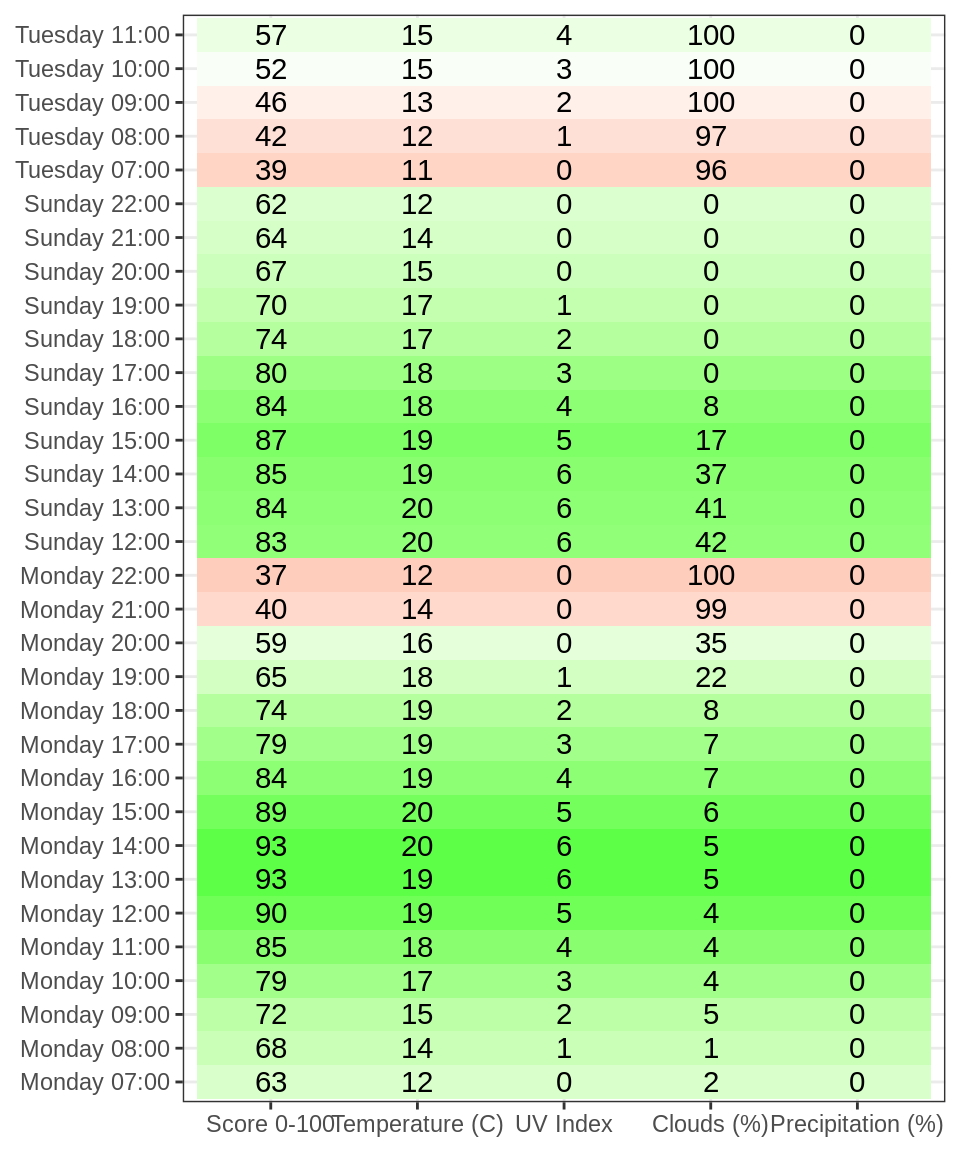 Tuesday 11:00 57 15 4 100 0
Tuesday 10:00 52 15 3 100 0
Tuesday 09:00 46 13 2 100 0
Tuesday 08:00 42 12 1 97 0
Tuesday 07:00 39 11 0 96 0
Sunday 22:00 62 12 0 0 0
Sunday 21:00 64 14 0 0 0
Sunday 20:00 67 15 0 0 0
Sunday 19:00 70 17 1 0 0
Sunday 18:00 74 17 2 0 0
Sunday 17:00 80 18 3 0 0
Sunday 16:00 84 18 4 8 0
Sunday 15:00 87 19 5 17 0
Sunday 14:00 85 19 6 37 0
Sunday 13:00 84 20 6 41 0
Sunday 12:00 83 20 6 42 0
Monday 22:00 37 12 0 100 0
Monday 21:00 40 14 0 99 0
Monday 20:00 59 16 0 35 0
Monday 19:00 65 18 1 22 0
Monday 18:00 74 19 2 8 0
Monday 17:00 79 19 3 7 0
Monday 16:00 84 19 4 7 0
Monday 15:00 89 20 5 6 0
Monday 14:00 93 20 6 5 0
Monday 13:00 93 19 6 5 0
Monday 12:00 90 19 5 4 0
Monday 11:00 85 18 4 4 0
Monday 10:00 79 17 3 4 0
Monday 09:00 72 15 2 5 0
Monday 08:00 68 14 1 1 0
Monday 07:00 63 12 0 2 0
Score 0-100 Temperature (C) UV Index Clouds (%) Precipitation (%)